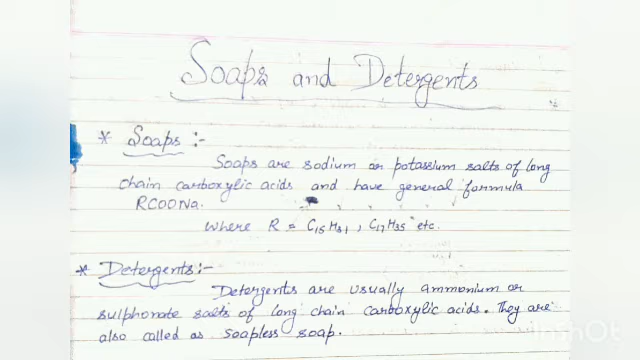 Soaps and Detergents
* Soaps :-
Soaps are sodium or potassium salts of long
chain carboxylic acids and have general formula
RCOONa.
where R = C15H31, C17H35 etc.
* Detergents:-
Detergents are usually ammonium or
sulphonate salts of long chain carboxylic acids. They are
also called as soapless soap.